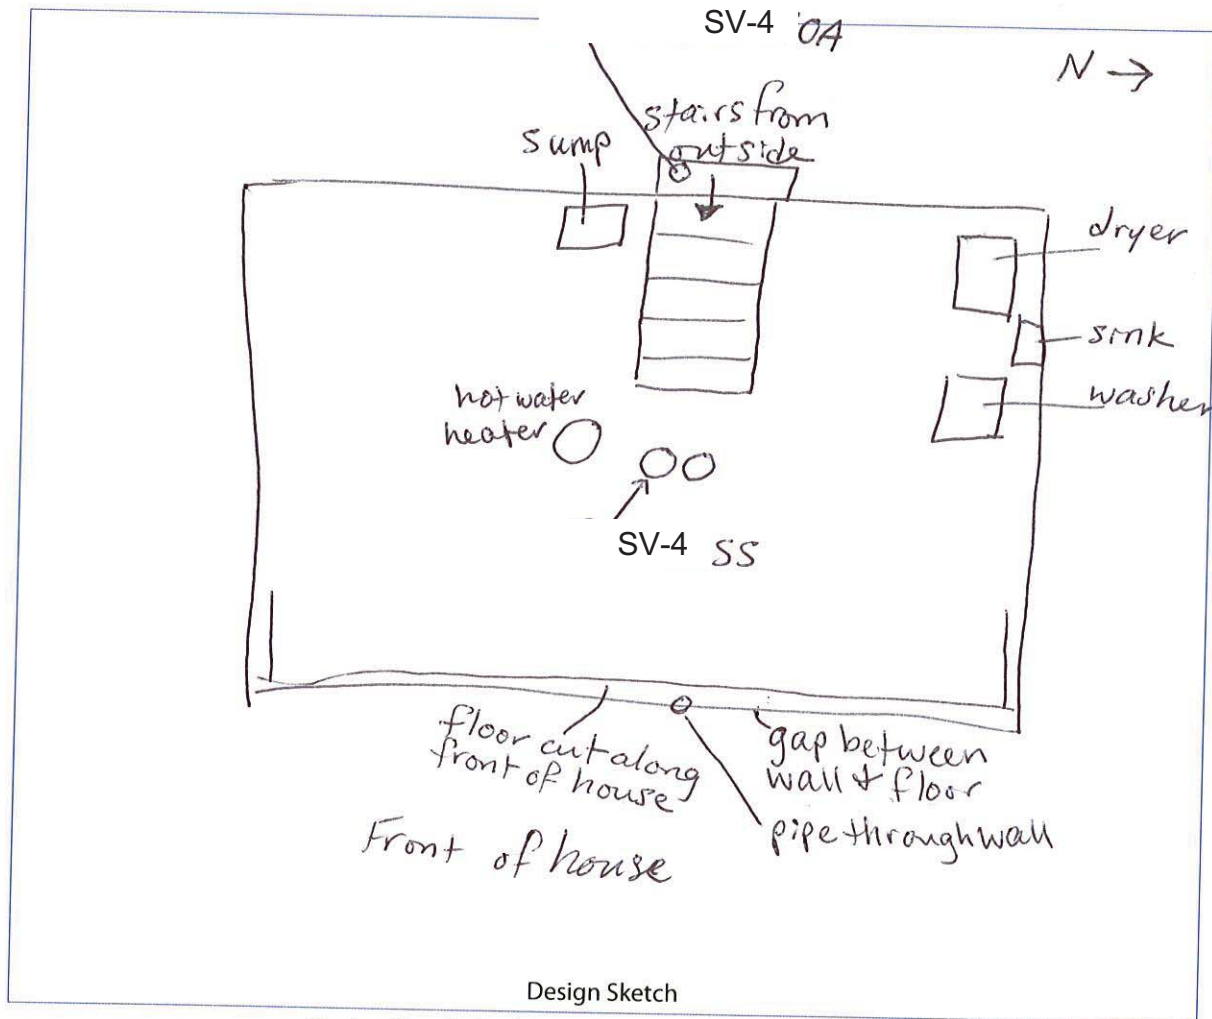 SV-4 OA
N →
stairs from
outside
sump
dryer
sink
washer
hot water
heater
SV-4 SS
floor cut along
front of house
gap between
wall & floor
pipe through wall
Front of house
Design Sketch